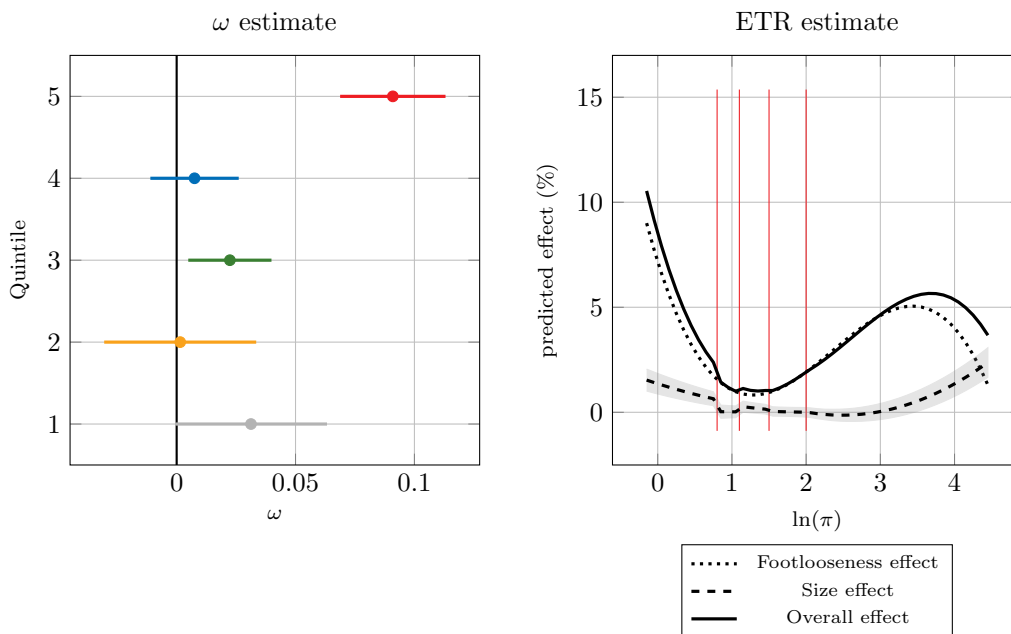 ω estimate
5
4
3
2
1
Quintile
0
0.05
0.1
ω
ETR estimate
15
10
5
0
predicted effect (%)
0
1
2
3
4
ln(π)
Footlooseness effect
Size effect
Overall effect